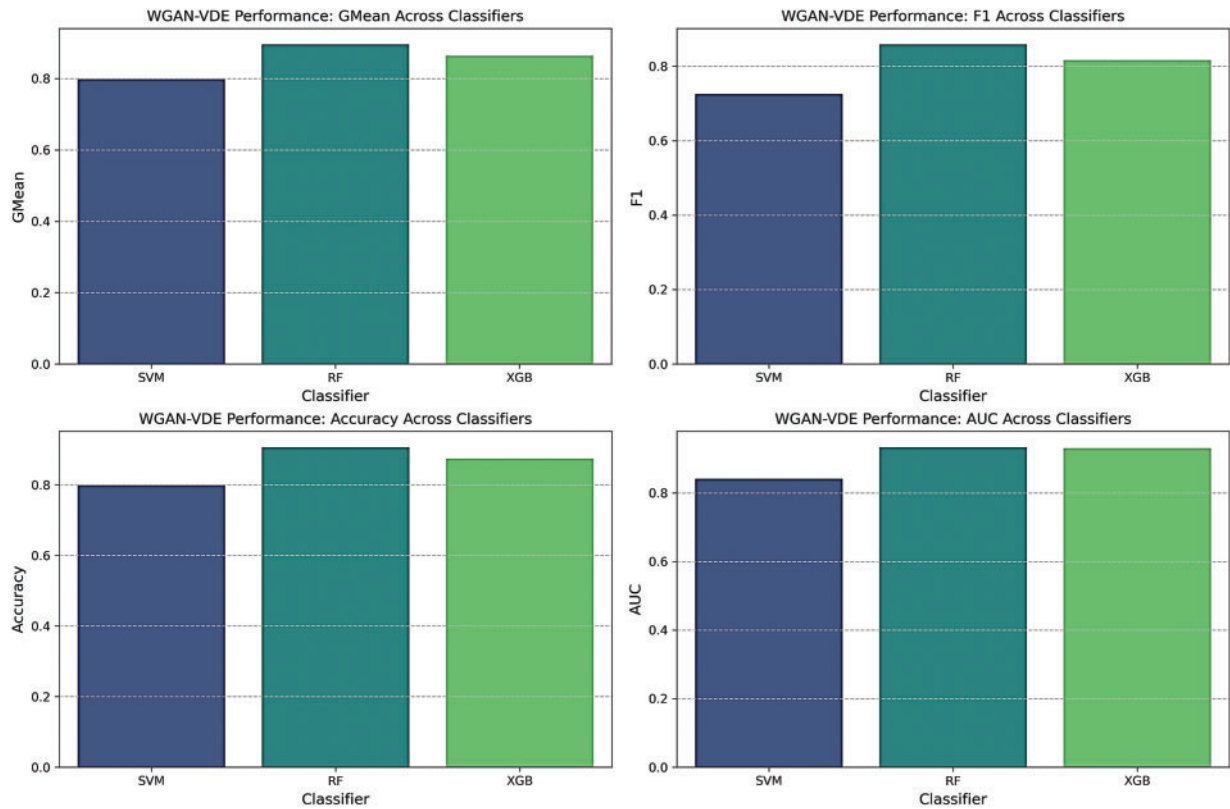 WGAN-VDE Performance: GMean Across Classifiers
GMean
0.8
0.6
0.4
0.2
0.0
SVM RF XGB
Classifier
WGAN-VDE Performance: F1 Across Classifiers
F1
0.8
0.6
0.4
0.2
0.0
SVM RF XGB
Classifier
WGAN-VDE Performance: Accuracy Across Classifiers
Accuracy
0.8
0.6
0.4
0.2
0.0
SVM RF XGB
Classifier
WGAN-VDE Performance: AUC Across Classifiers
AUC
0.8
0.6
0.4
0.2
0.0
SVM RF XGB
Classifier